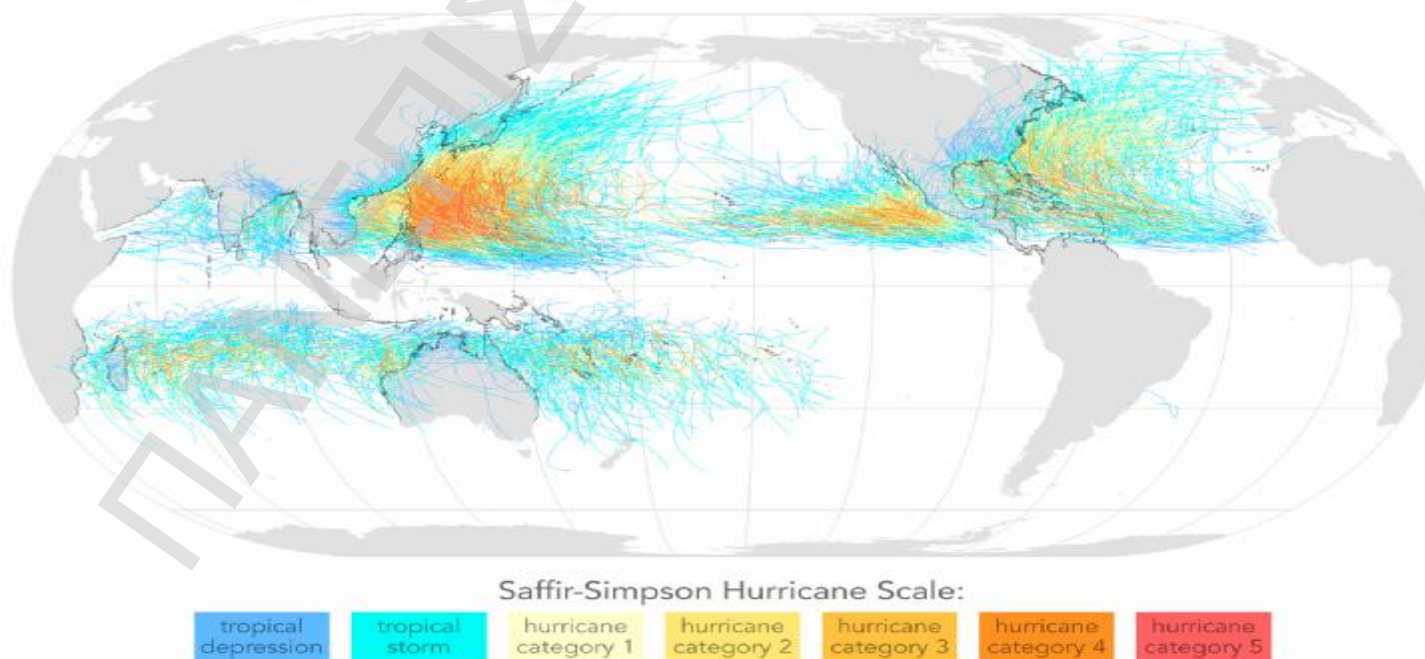 ΠΑΝΕΠΙΣ
Saffir-Simpson Hurricane Scale:
tropical depression
tropical storm
hurricane category 1
hurricane category 2
hurricane category 3
hurricane category 4
hurricane category 5